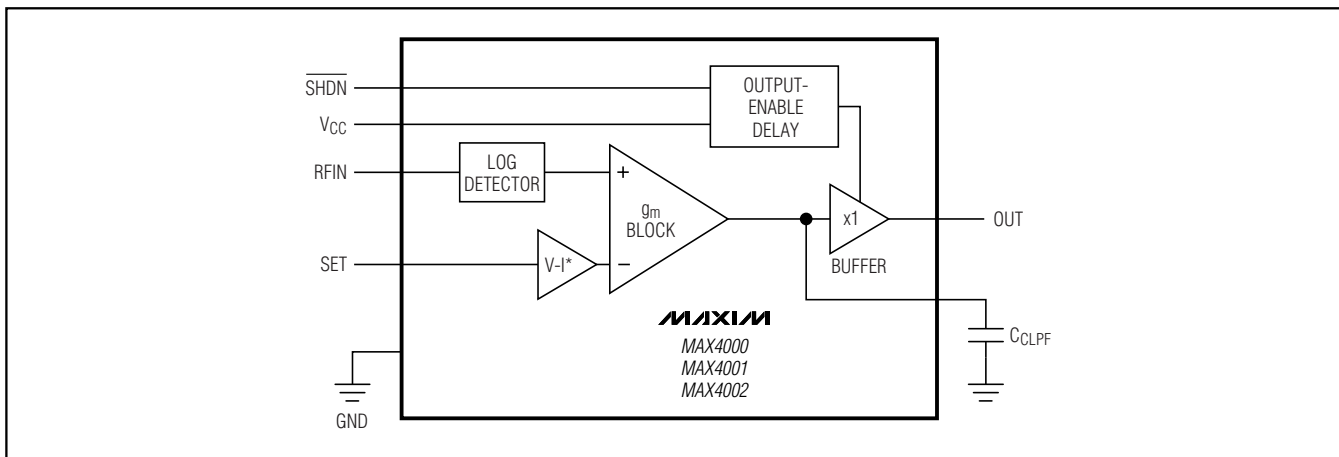 SHDN
OUTPUT-
ENABLE
DELAY
VCC
RFIN
LOG
DETECTOR
+
gm
BLOCK
x1
OUT
BUFFER
SET
V-I*
−
MAXIM
MAX4000
MAX4001
MAX4002
CCLPF
GND